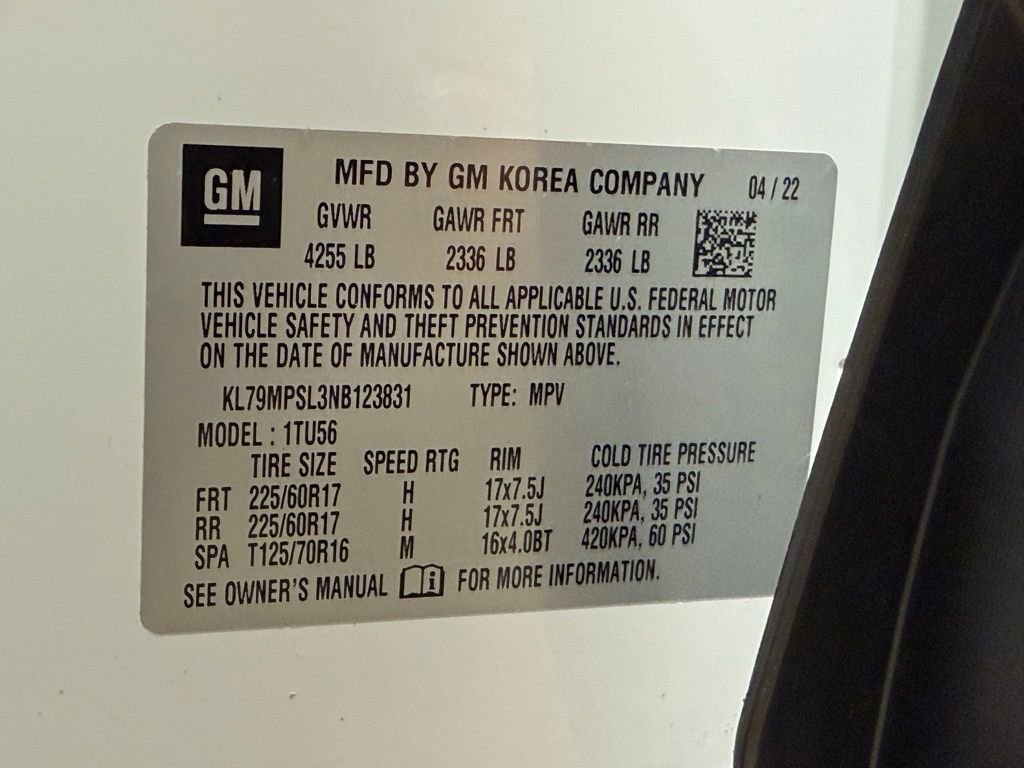 GM MFD BY GM KOREA COMPANY 04 / 22
GVWR GAWR FRT GAWR RR
4255 LB 2336 LB 2336 LB
THIS VEHICLE CONFORMS TO ALL APPLICABLE U.S. FEDERAL MOTOR
VEHICLE SAFETY AND THEFT PREVENTION STANDARDS IN EFFECT
ON THE DATE OF MANUFACTURE SHOWN ABOVE.
KL79MPSL3NB123831 TYPE: MPV
MODEL : 1TU56
TIRE SIZE SPEED RTG RIM COLD TIRE PRESSURE
FRT 225/60R17 H 17x7.5J 240KPA, 35 PSI
RR 225/60R17 H 17x7.5J 240KPA, 35 PSI
SPA T125/70R16 M 16x4.0BT 420KPA, 60 PSI
SEE OWNER'S MANUAL i FOR MORE INFORMATION.